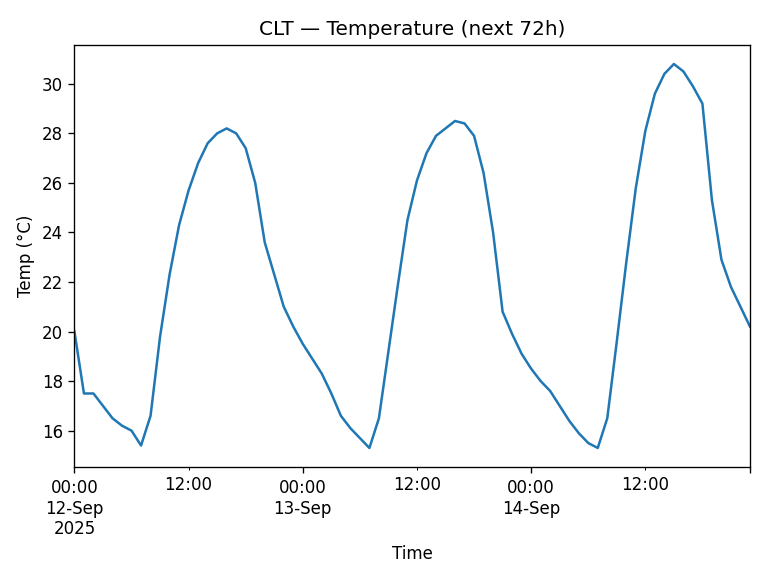 CLT — Temperature (next 72h)
Temp (°C)
30
28
26
24
22
20
18
16
00:00 12:00 00:00 12:00 00:00 12:00
12-Sep 13-Sep 14-Sep
2025
Time